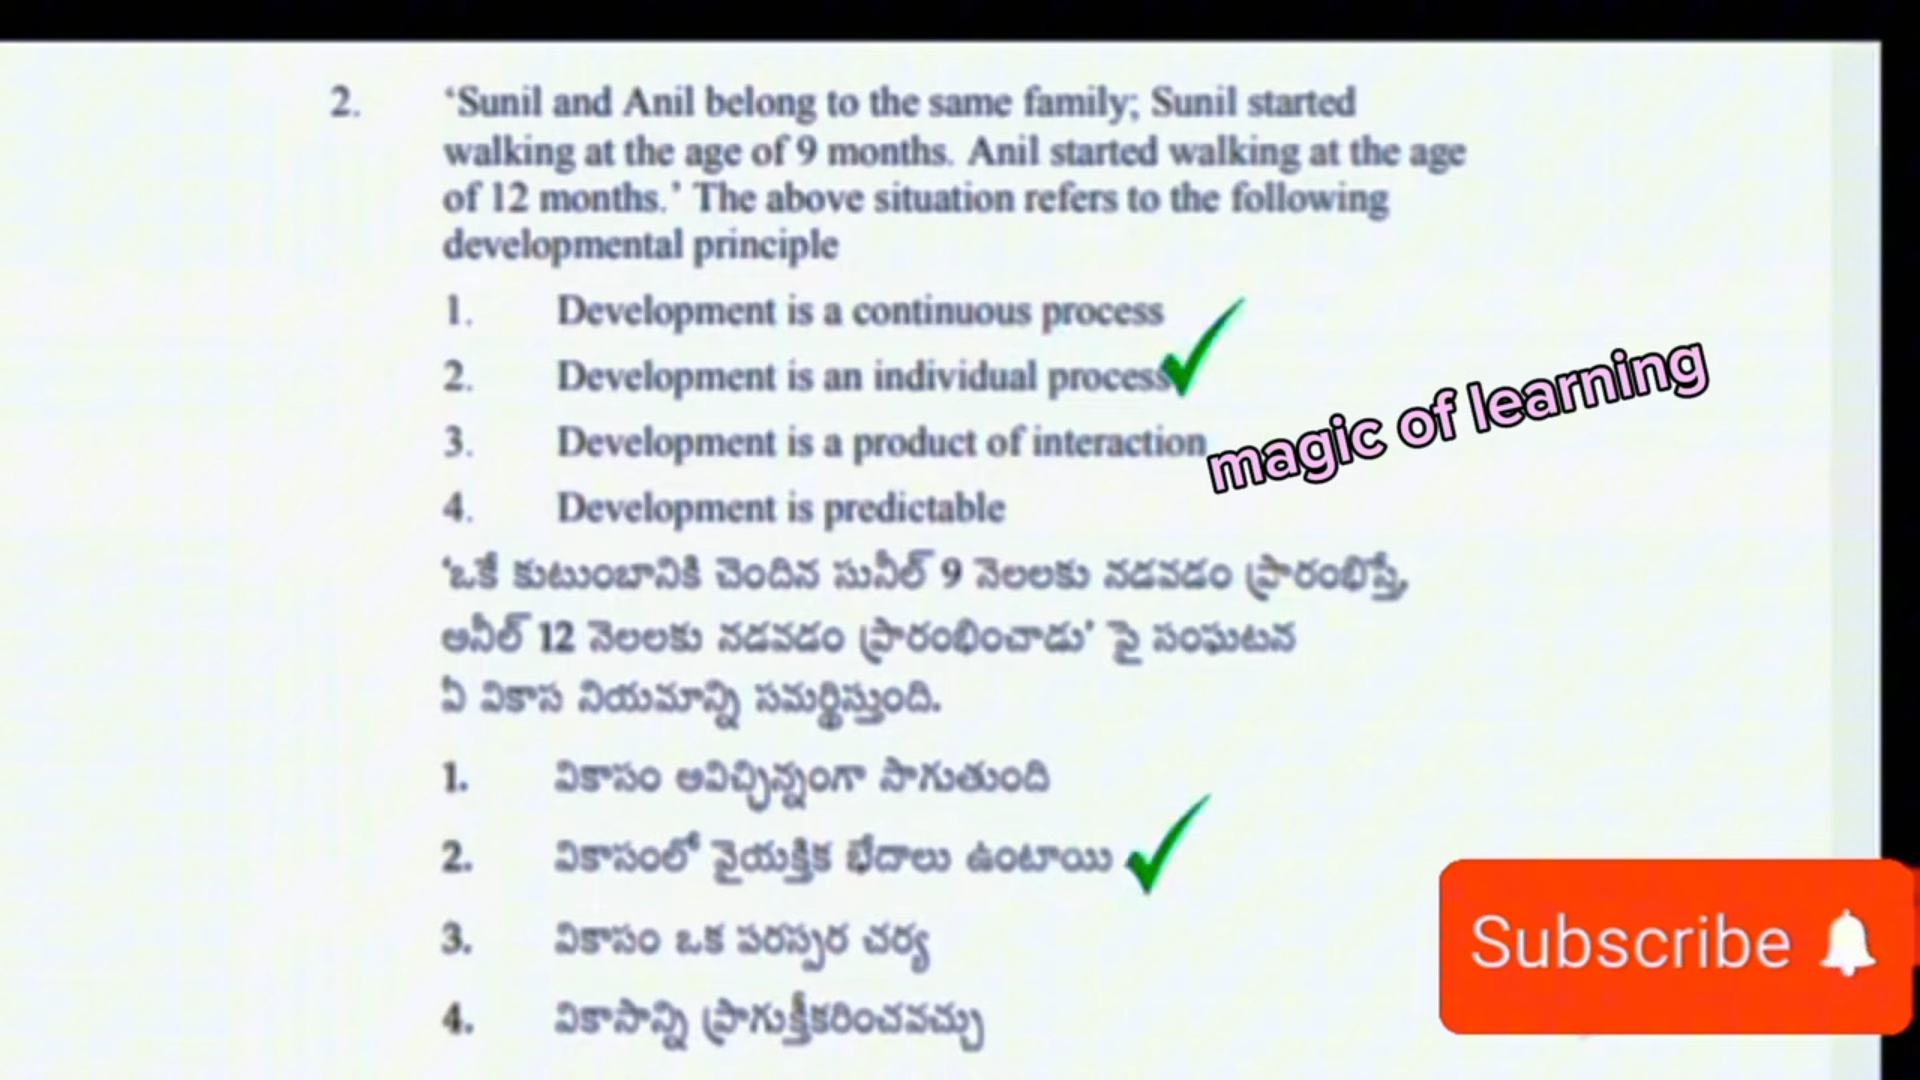 2. ‘Sunil and Anil belong to the same family; Sunil started
walking at the age of 9 months. Anil started walking at the age
of 12 months.’ The above situation refers to the following
developmental principle
1. Development is a continuous process
2. Development is an individual process
3. Development is a product of interaction
4. Development is predictable
‘ఒకే కుటుంబానికి చెందిన సునీల్ 9 నెలలకు నడవడం ప్రారంభిస్తే,
అనీల్ 12 నెలలకు నడవడం ప్రారంభించాడు’ పై సంఘటన
ఏ వికాస నియమాన్ని సమర్థిస్తుంది.
1. వికాసం అవిచ్ఛిన్నంగా సాగుతుంది
2. వికాసంలో వైయక్తిక భేదాలు ఉంటాయి
3. వికాసం ఒక పరస్పర చర్య
4. వికాసాన్ని ప్రాగుక్తీకరించవచ్చు
magic of learning
Subscribe